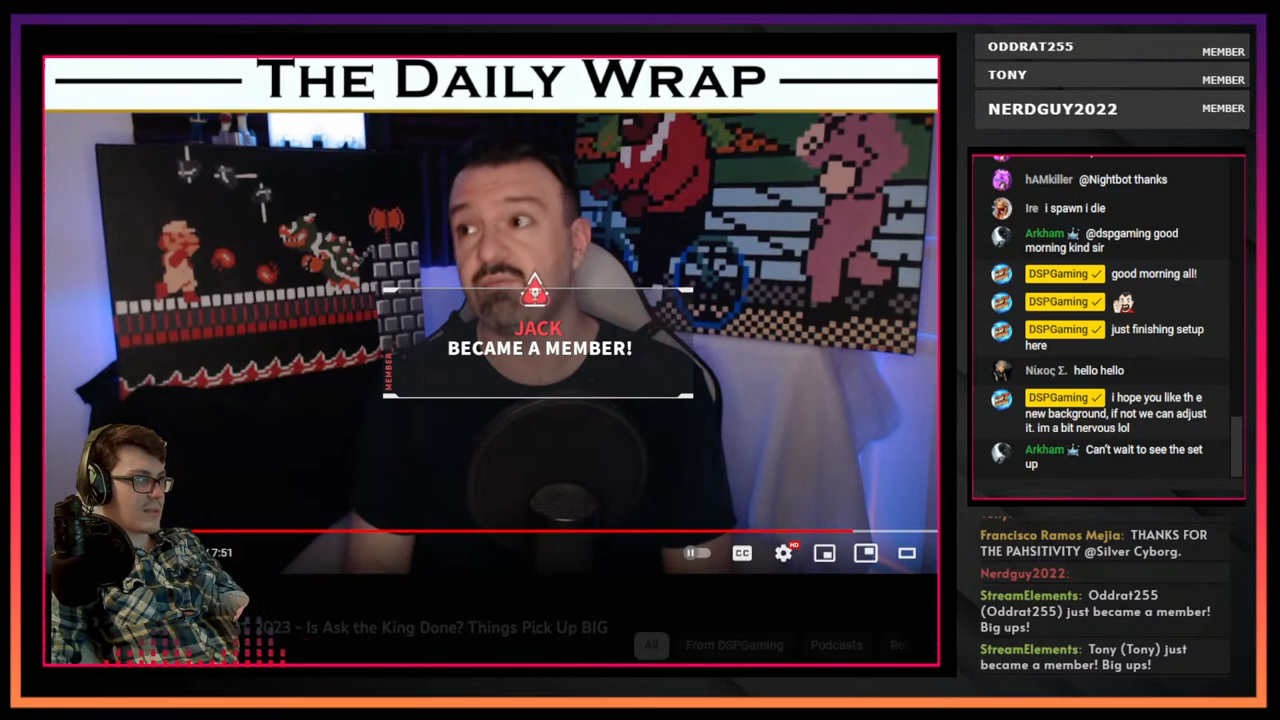 THE DAILY WRAP
JACK
BECAME A MEMBER!
MEMBER
7:51
CC
HD
2023 - Is Ask the King Done? Things Pick Up BIG
All
From DSPGaming
Podcasts
ODDRAT255 MEMBER
TONY MEMBER
NERDGUY2022 MEMBER
hAMkiller @Nightbot thanks
Ire i spawn i die
Arkham @dspgaming good
morning kind sir
DSPGaming good morning all!
DSPGaming
DSPGaming just finishing setup
here
Νίκος Σ. hello hello
DSPGaming i hope you like th e
new background, if not we can adjust
it. im a bit nervous lol
Arkham Can't wait to see the set
up
Francisco Ramos Mejia: THANKS FOR
THE PAHSITIVITY @Silver Cyborg.
Nerdguy2022:
StreamElements: Oddrat255
(Oddrat255) just became a member!
Big ups!
StreamElements: Tony (Tony) just
became a member! Big ups!